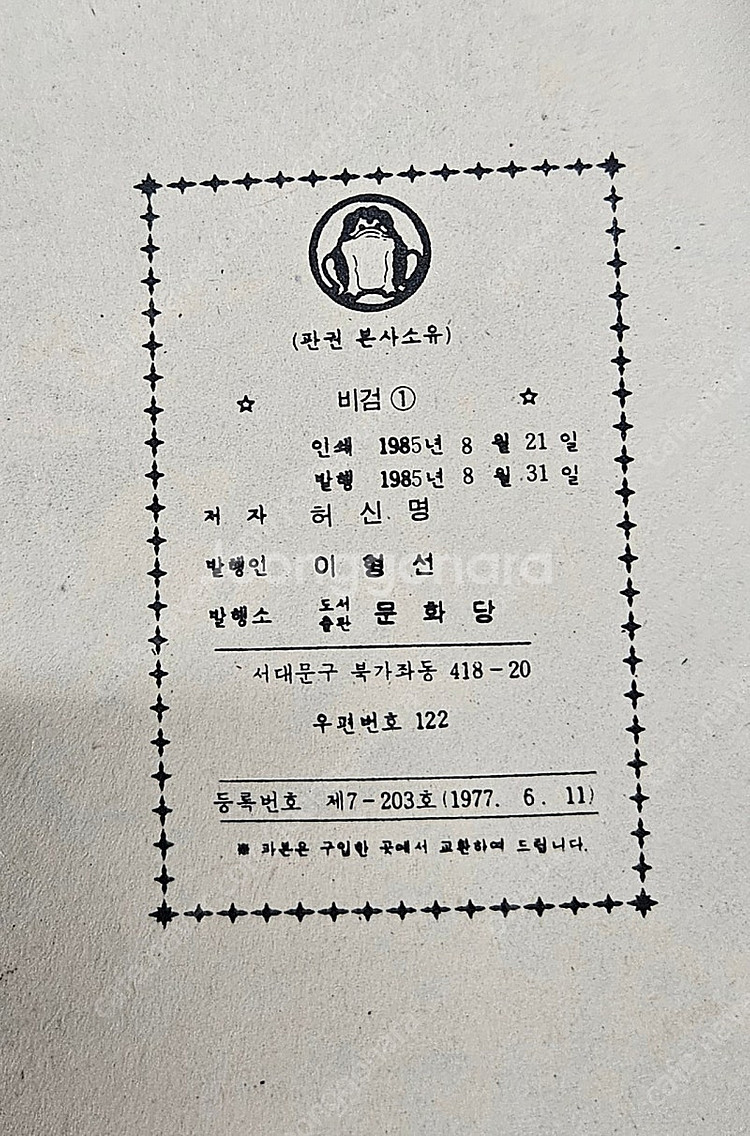 (판권 본사소유)
☆ 비검 ① ☆
인쇄 1985년 8 월 21 일
발행 1985년 8 월 31 일
저 자 허 신 명
발행인 이 형 선
발행소 도서출판 문 화 당
서대문구 북가좌동 418-20
우편번호 122
등록번호 제7-203호(1977. 6. 11)
※ 파본은 구입한 곳에서 교환하여 드립니다.